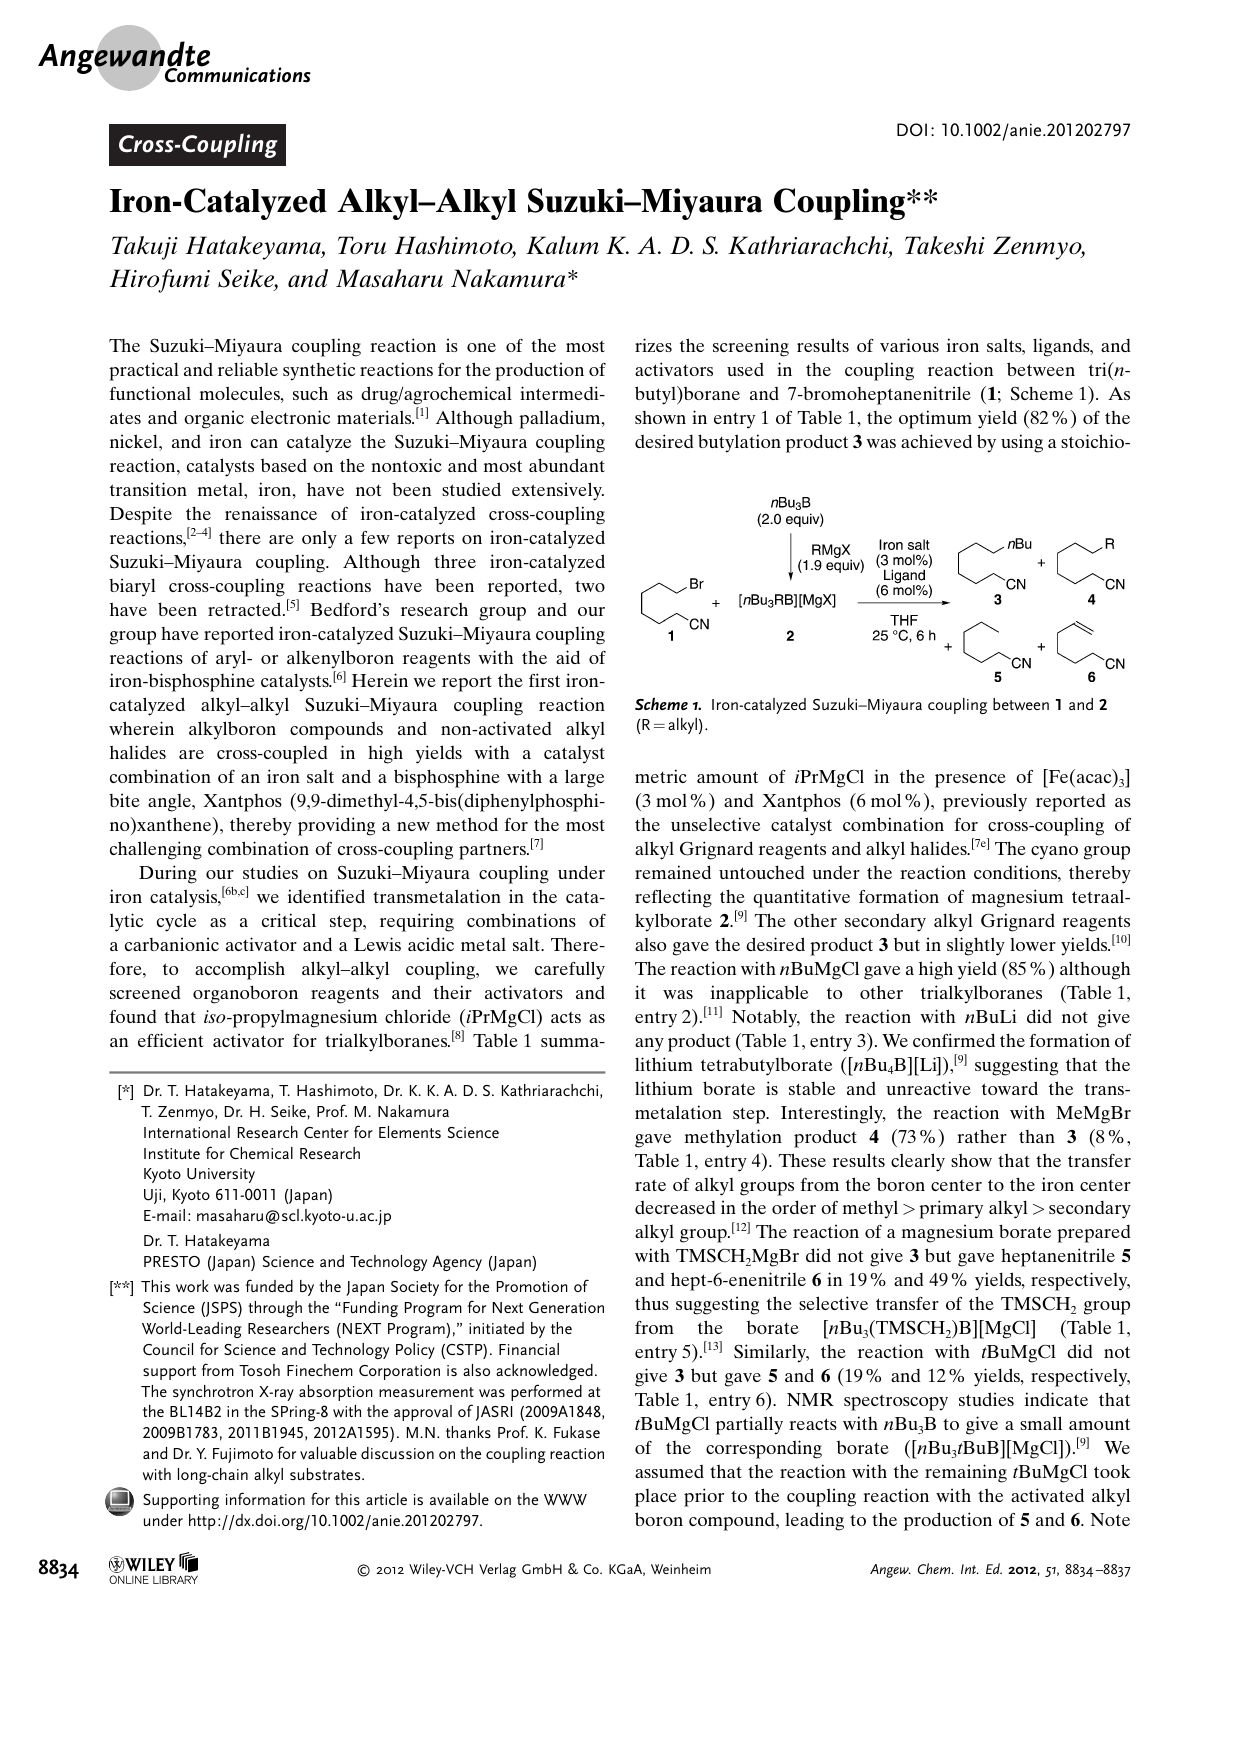 Angewandte
Communications
Cross-Coupling
DOI: 10.1002/anie.201202797
Iron-Catalyzed Alkyl–Alkyl Suzuki–Miyaura Coupling**
Takuji Hatakeyama, Toru Hashimoto, Kalum K. A. D. S. Kathriarachchi, Takeshi Zenmyo,
Hirofumi Seike, and Masaharu Nakamura*
The Suzuki–Miyaura coupling reaction is one of the most
practical and reliable synthetic reactions for the production of
functional molecules, such as drug/agrochemical intermedi-
ates and organic electronic materials.[1] Although palladium,
nickel, and iron can catalyze the Suzuki–Miyaura coupling
reaction, catalysts based on the nontoxic and most abundant
transition metal, iron, have not been studied extensively.
Despite the renaissance of iron-catalyzed cross-coupling
reactions,[2–4] there are only a few reports on iron-catalyzed
Suzuki–Miyaura coupling. Although three iron-catalyzed
biaryl cross-coupling reactions have been reported, two
have been retracted.[5] Bedford's research group and our
group have reported iron-catalyzed Suzuki–Miyaura coupling
reactions of aryl- or alkenylboron reagents with the aid of
iron-bisphosphine catalysts.[6] Herein we report the first iron-
catalyzed alkyl–alkyl Suzuki–Miyaura coupling reaction
wherein alkylboron compounds and non-activated alkyl
halides are cross-coupled in high yields with a catalyst
combination of an iron salt and a bisphosphine with a large
bite angle, Xantphos (9,9-dimethyl-4,5-bis(diphenylphosphi-
no)xanthene), thereby providing a new method for the most
challenging combination of cross-coupling partners.[7]
During our studies on Suzuki–Miyaura coupling under
iron catalysis,[6b,c] we identified transmetalation in the cata-
lytic cycle as a critical step, requiring combinations of
a carbanionic activator and a Lewis acidic metal salt. There-
fore, to accomplish alkyl–alkyl coupling, we carefully
screened organoboron reagents and their activators and
found that iso-propylmagnesium chloride (iPrMgCl) acts as
an efficient activator for trialkylboranes.[8] Table 1 summa-
[*] Dr. T. Hatakeyama, T. Hashimoto, Dr. K. K. A. D. S. Kathriarachchi,
T. Zenmyo, Dr. H. Seike, Prof. M. Nakamura
International Research Center for Elements Science
Institute for Chemical Research
Kyoto University
Uji, Kyoto 611-0011 (Japan)
E-mail: masaharu@scl.kyoto-u.ac.jp
Dr. T. Hatakeyama
PRESTO (Japan) Science and Technology Agency (Japan)
[**] This work was funded by the Japan Society for the Promotion of
Science (JSPS) through the “Funding Program for Next Generation
World-Leading Researchers (NEXT Program),” initiated by the
Council for Science and Technology Policy (CSTP). Financial
support from Tosoh Finechem Corporation is also acknowledged.
The synchrotron X-ray absorption measurement was performed at
the BL14B2 in the SPring-8 with the approval of JASRI (2009A1848,
2009B1783, 2011B1945, 2012A1595). M.N. thanks Prof. K. Fukase
and Dr. Y. Fujimoto for valuable discussion on the coupling reaction
with long-chain alkyl substrates.
Supporting information for this article is available on the WWW
under http://dx.doi.org/10.1002/anie.201202797.
rizes the screening results of various iron salts, ligands, and
activators used in the coupling reaction between tri(n-
butyl)borane and 7-bromoheptanenitrile (1; Scheme 1). As
shown in entry 1 of Table 1, the optimum yield (82 %) of the
desired butylation product 3 was achieved by using a stoichio-
nBu3B
(2.0 equiv)
RMgX
(1.9 equiv)
Iron salt
(3 mol%)
Ligand
(6 mol%)
Br
CN
1
+
[nBu3RB][MgX]
2
THF
25 °C, 6 h
nBu
CN
3
+
R
CN
4
+
CN
5
+
CN
6
Scheme 1. Iron-catalyzed Suzuki–Miyaura coupling between 1 and 2
(R = alkyl).
metric amount of iPrMgCl in the presence of [Fe(acac)3]
(3 mol %) and Xantphos (6 mol %), previously reported as
the unselective catalyst combination for cross-coupling of
alkyl Grignard reagents and alkyl halides.[7e] The cyano group
remained untouched under the reaction conditions, thereby
reflecting the quantitative formation of magnesium tetraal-
kylborate 2.[9] The other secondary alkyl Grignard reagents
also gave the desired product 3 but in slightly lower yields.[10]
The reaction with nBuMgCl gave a high yield (85 %) although
it was inapplicable to other trialkylboranes (Table 1,
entry 2).[11] Notably, the reaction with nBuLi did not give
any product (Table 1, entry 3). We confirmed the formation of
lithium tetrabutylborate ([nBu4B][Li]),[9] suggesting that the
lithium borate is stable and unreactive toward the trans-
metalation step. Interestingly, the reaction with MeMgBr
gave methylation product 4 (73 %) rather than 3 (8 %,
Table 1, entry 4). These results clearly show that the transfer
rate of alkyl groups from the boron center to the iron center
decreased in the order of methyl > primary alkyl > secondary
alkyl group.[12] The reaction of a magnesium borate prepared
with TMSCH2MgBr did not give 3 but gave heptanenitrile 5
and hept-6-enenitrile 6 in 19 % and 49 % yields, respectively,
thus suggesting the selective transfer of the TMSCH2 group
from the borate [nBu3(TMSCH2)B][MgCl] (Table 1,
entry 5).[13] Similarly, the reaction with tBuMgCl did not
give 3 but gave 5 and 6 (19 % and 12 % yields, respectively,
Table 1, entry 6). NMR spectroscopy studies indicate that
tBuMgCl partially reacts with nBu3B to give a small amount
of the corresponding borate ([nBu3tBuB][MgCl]).[9] We
assumed that the reaction with the remaining tBuMgCl took
place prior to the coupling reaction with the activated alkyl
boron compound, leading to the production of 5 and 6. Note
8834
WILEY
ONLINE LIBRARY
© 2012 Wiley-VCH Verlag GmbH & Co. KGaA, Weinheim
Angew. Chem. Int. Ed. 2012, 51, 8834–8837